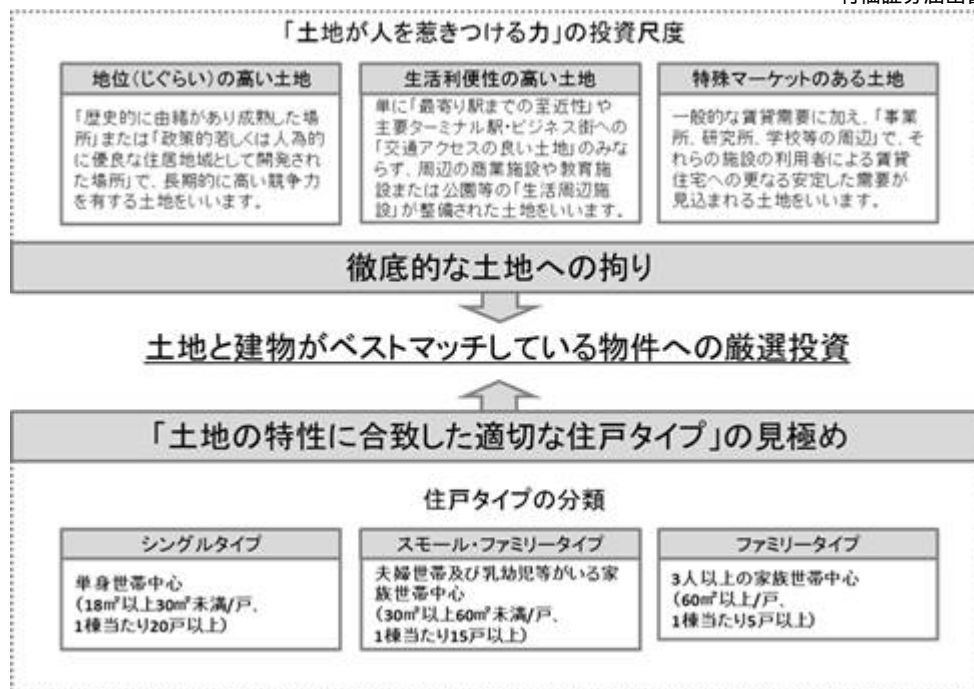 「土地が人を惹きつける力」の投資尺度
地位(じぐらい)の高い土地
「歴史的に由緒があり成熟した場
所」または「政策的若しくは人為的
に優良な住居地域として開発され
た場所」で、長期的に高い競争力
を有する土地をいいます。
生活利便性の高い土地
単に「最寄り駅までの至近性」や
主要ターミナル駅・ビジネス街への
「交通アクセスの良い土地」のみな
らず、周辺の商業施設や教育施
設または公園等の「生活周辺施
設」が整備された土地をいいます。
特殊マーケットのある土地
一般的な賃貸需要に加え、「事業
所、研究所、学校等の周辺」で、そ
れらの施設の利用者による賃貸
住宅への更なる安定した需要が
見込まれる土地をいいます。
徹底的な土地への拘り
土地と建物がベストマッチしている物件への厳選投資
「土地の特性に合致した適切な住戸タイプ」の見極め
住戸タイプの分類
シングルタイプ
単身世帯中心
(18㎡以上30㎡未満/戸、
1棟当たり20戸以上)
スモール・ファミリータイプ
夫婦世帯及び乳幼児等がいる家
族世帯中心
(30㎡以上60㎡未満/戸、
1棟当たり15戸以上)
ファミリータイプ
3人以上の家族世帯中心
(60㎡以上/戸、
1棟当たり5戸以上)